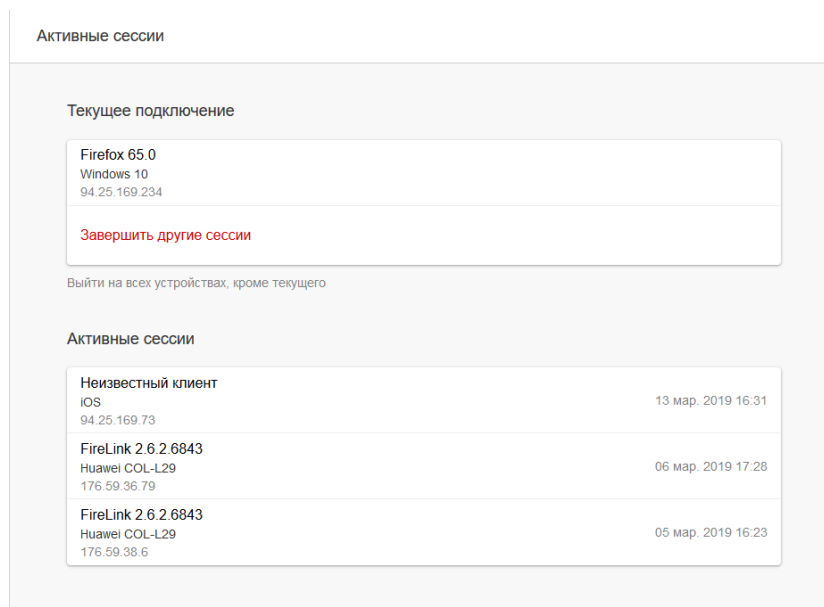 Активные сессии
Текущее подключение
Firefox 65.0
Windows 10
94.25.169.234
Завершить другие сессии
Выйти на всех устройствах, кроме текущего
Активные сессии
Неизвестный клиент
iOS
94.25.169.73
13 мар. 2019 16:31
FireLink 2.6.2.6843
Huawei COL-L29
176.59.36.79
06 мар. 2019 17:28
FireLink 2.6.2.6843
Huawei COL-L29
176.59.38.6
05 мар. 2019 16:23